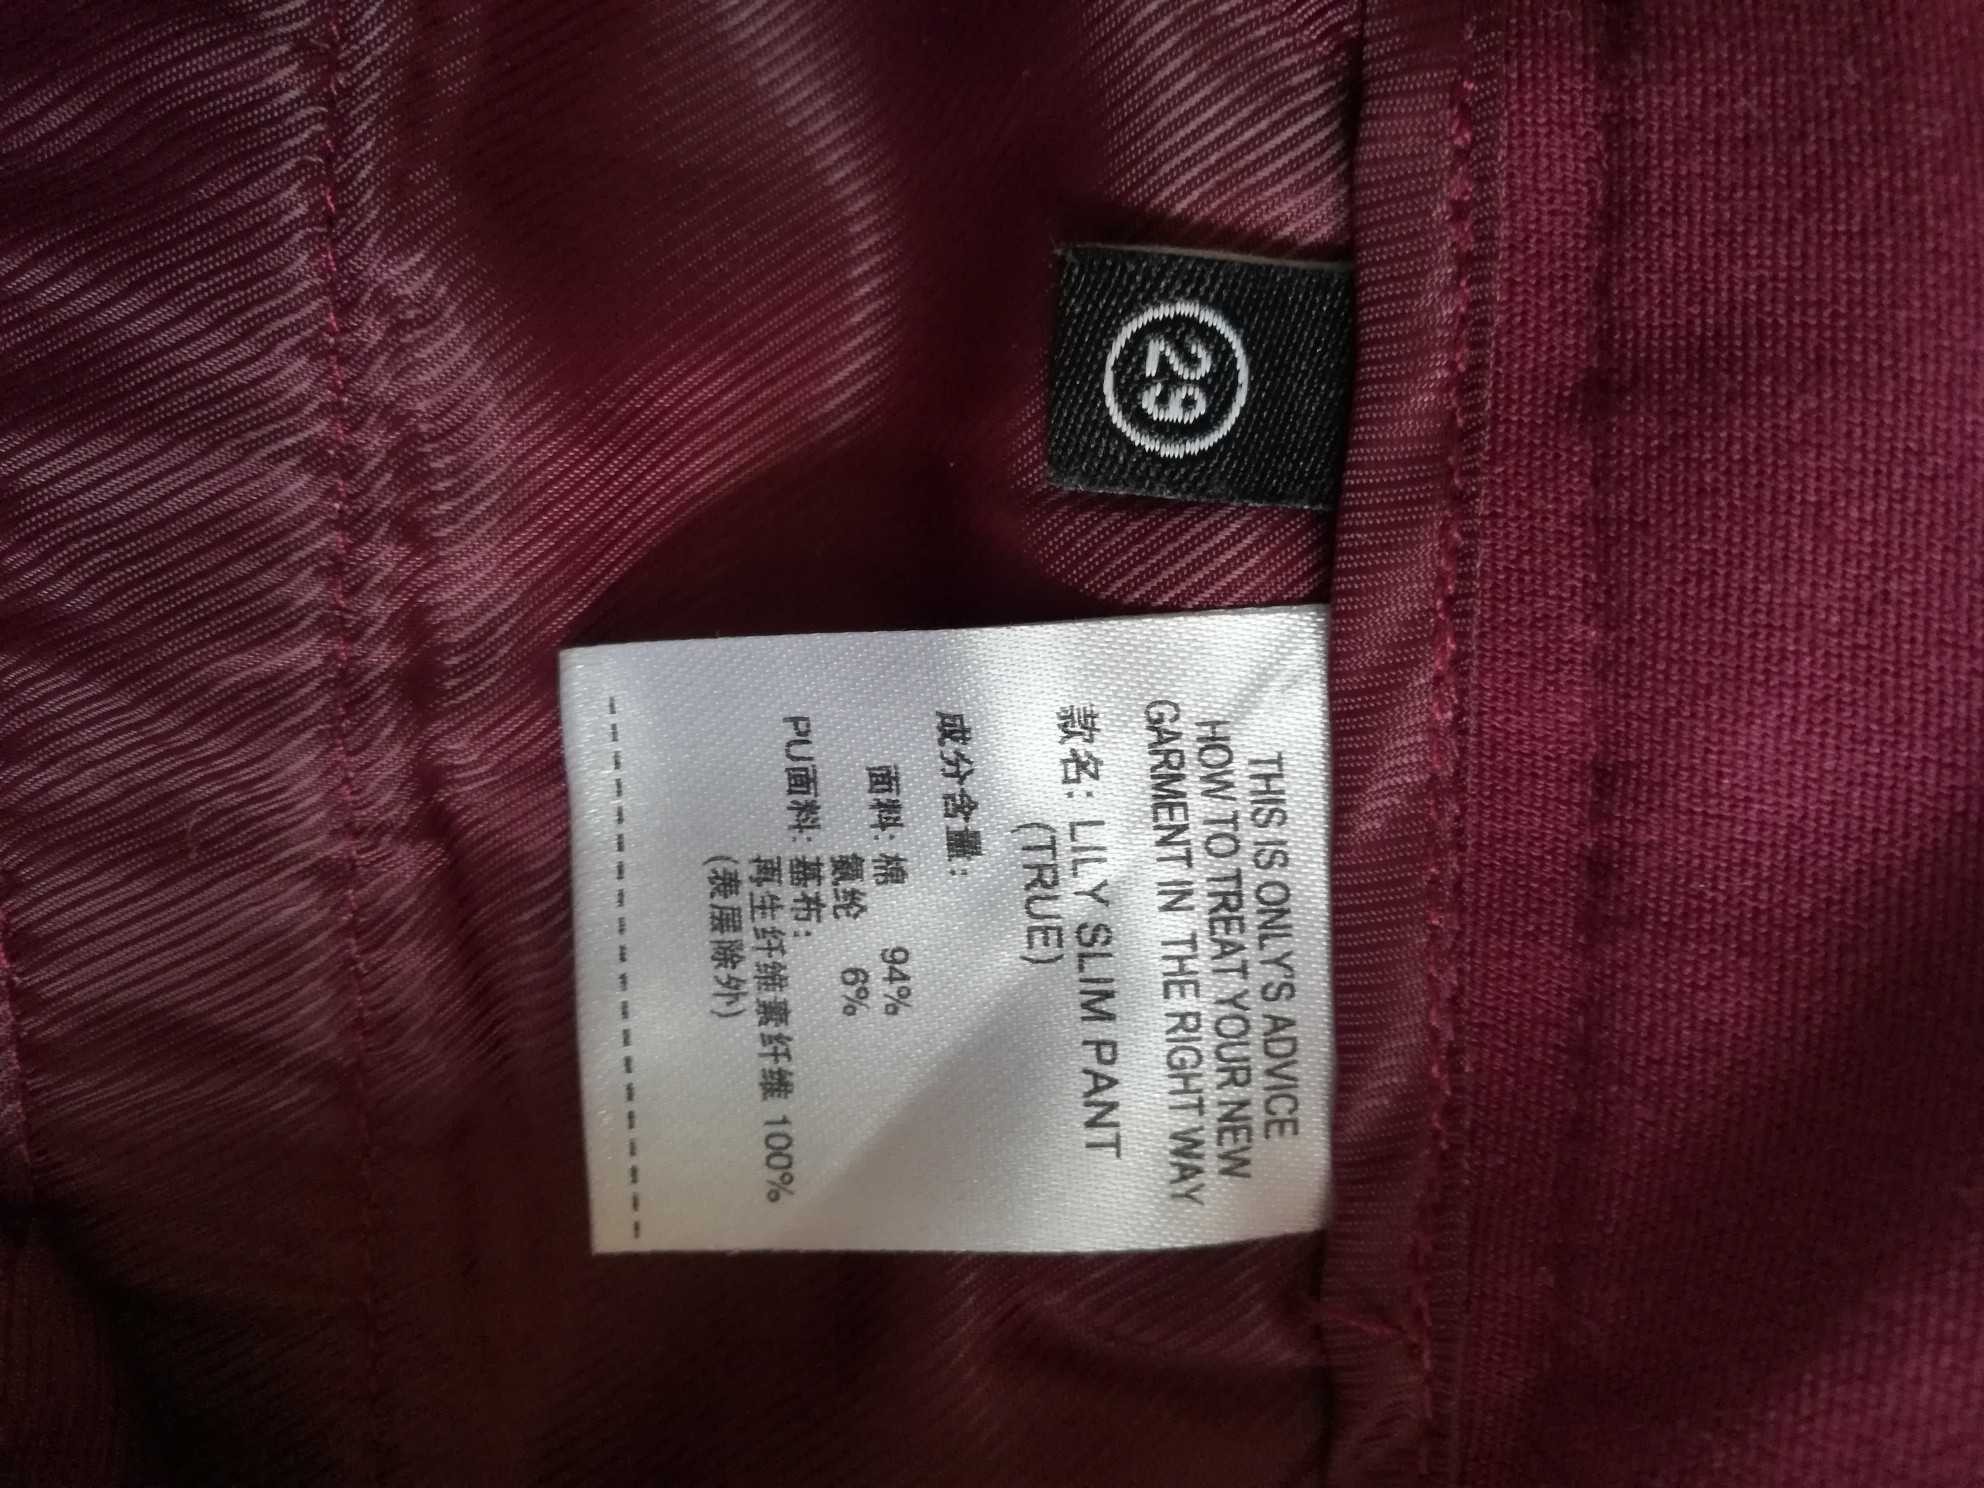 29
THIS IS ONLY'S ADVICE
HOW TO TREAT YOUR NEW
GARMENT IN THE RIGHT WAY
款名: LILY SLIM PANT
(TRUE)
成分含量:
面料: 棉 94%
氨纶 6%
PU面料: 基布:
再生纤维素纤维 100%
(表层除外)